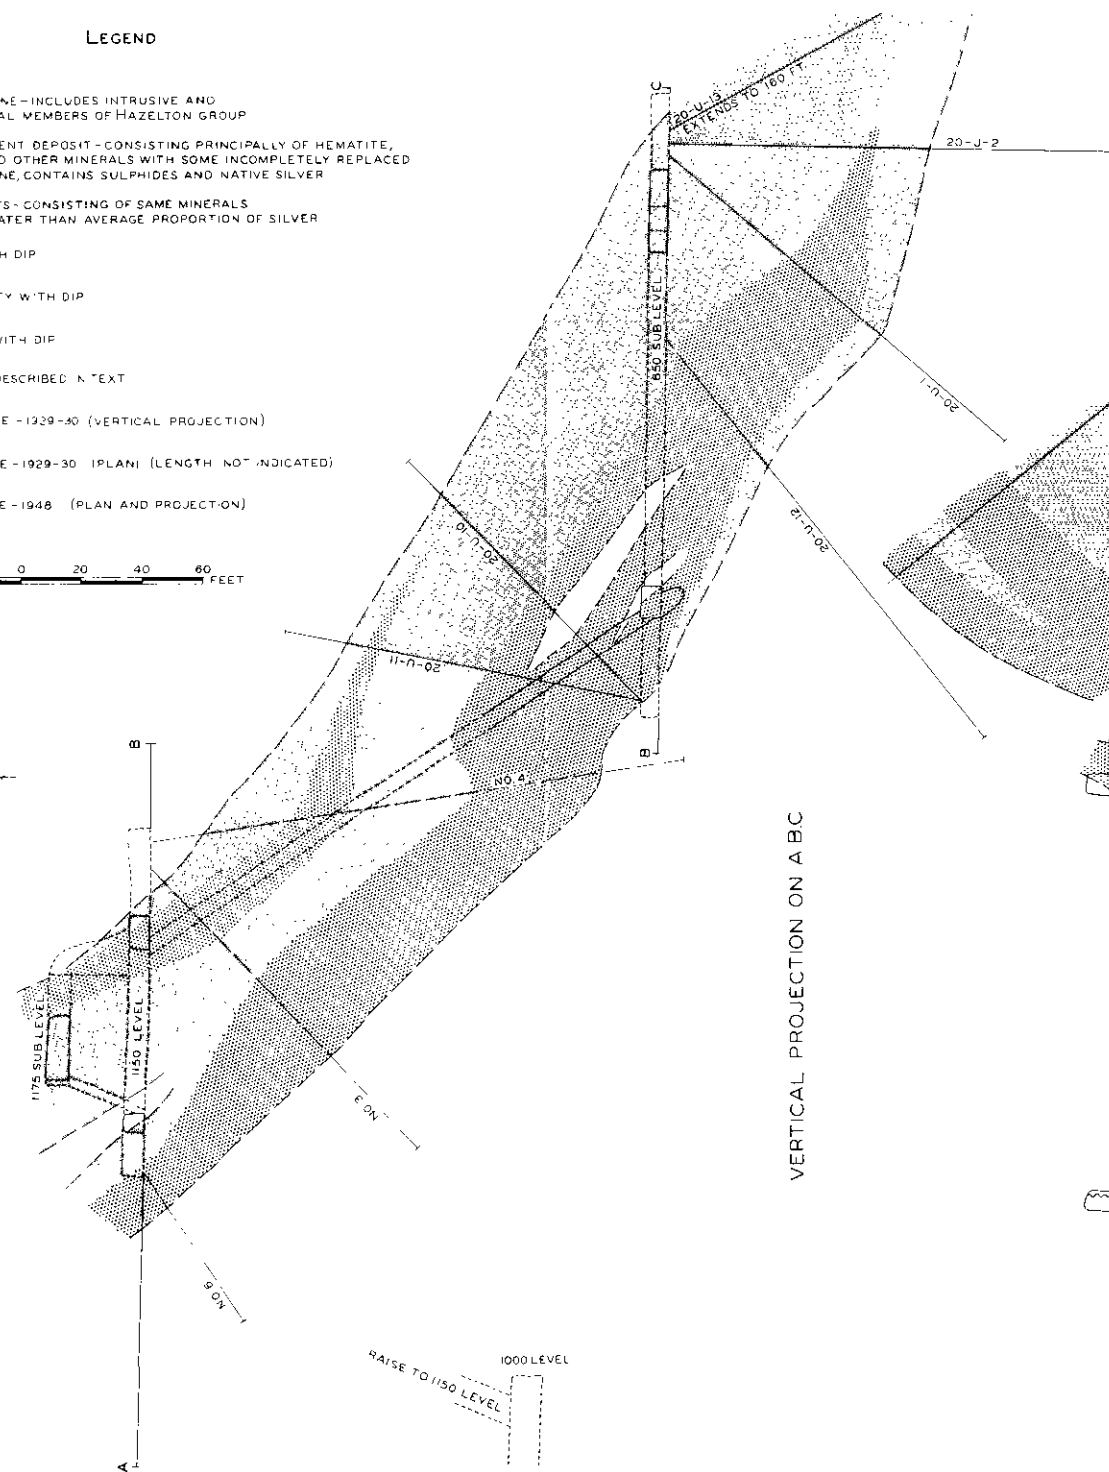 LEGEND
NE-INCLUDES INTRUSIVE AND
AL MEMBERS OF HAZELTON GROUP
ENT DEPOSIT-CONSISTING PRINCIPALLY OF HEMATITE,
D OTHER MINERALS WITH SOME INCOMPLETELY REPLACED
NE, CONTAINS SULPHIDES AND NATIVE SILVER
TS-CONSISTING OF SAME MINERALS
ATER THAN AVERAGE PROPORTION OF SILVER
H DIP
TY WITH DIP
WITH DIP
DESCRIBED IN TEXT
E-1929-30 (VERTICAL PROJECTION)
E-1929-30 (PLAN) (LENGTH NOT INDICATED)
E-1948 (PLAN AND PROJECTION)
0 20 40 60 FEET
C
20-U-13
EXTENDS TO 160 FT.
20-J-2
850 SUB LEVEL
20-U-1
20-U-12
20-U-10
20-U-11
B
B
NO. 4
1175 SUB LEVEL
1150 LEVEL
NO. 3
NO. 6
VERTICAL PROJECTION ON A B C
RAISE TO 1150 LEVEL
1000 LEVEL
A